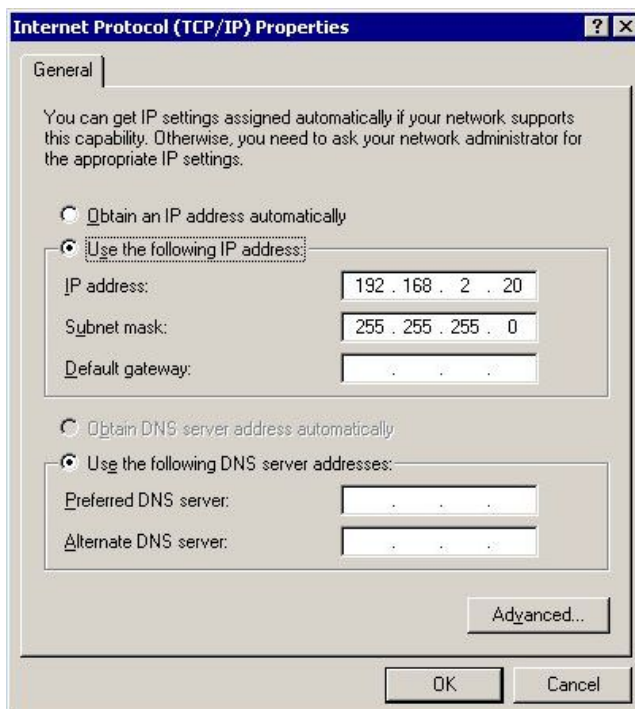 Internet Protocol (TCP/IP) Properties
General
You can get IP settings assigned automatically if your network supports
this capability. Otherwise, you need to ask your network administrator for
the appropriate IP settings.
Obtain an IP address automatically
Use the following IP address:
IP address: 192 . 168 . 2 . 20
Subnet mask: 255 . 255 . 255 . 0
Default gateway: . . .
Obtain DNS server address automatically
Use the following DNS server addresses:
Preferred DNS server: . . .
Alternate DNS server: . . .
Advanced...
OK Cancel